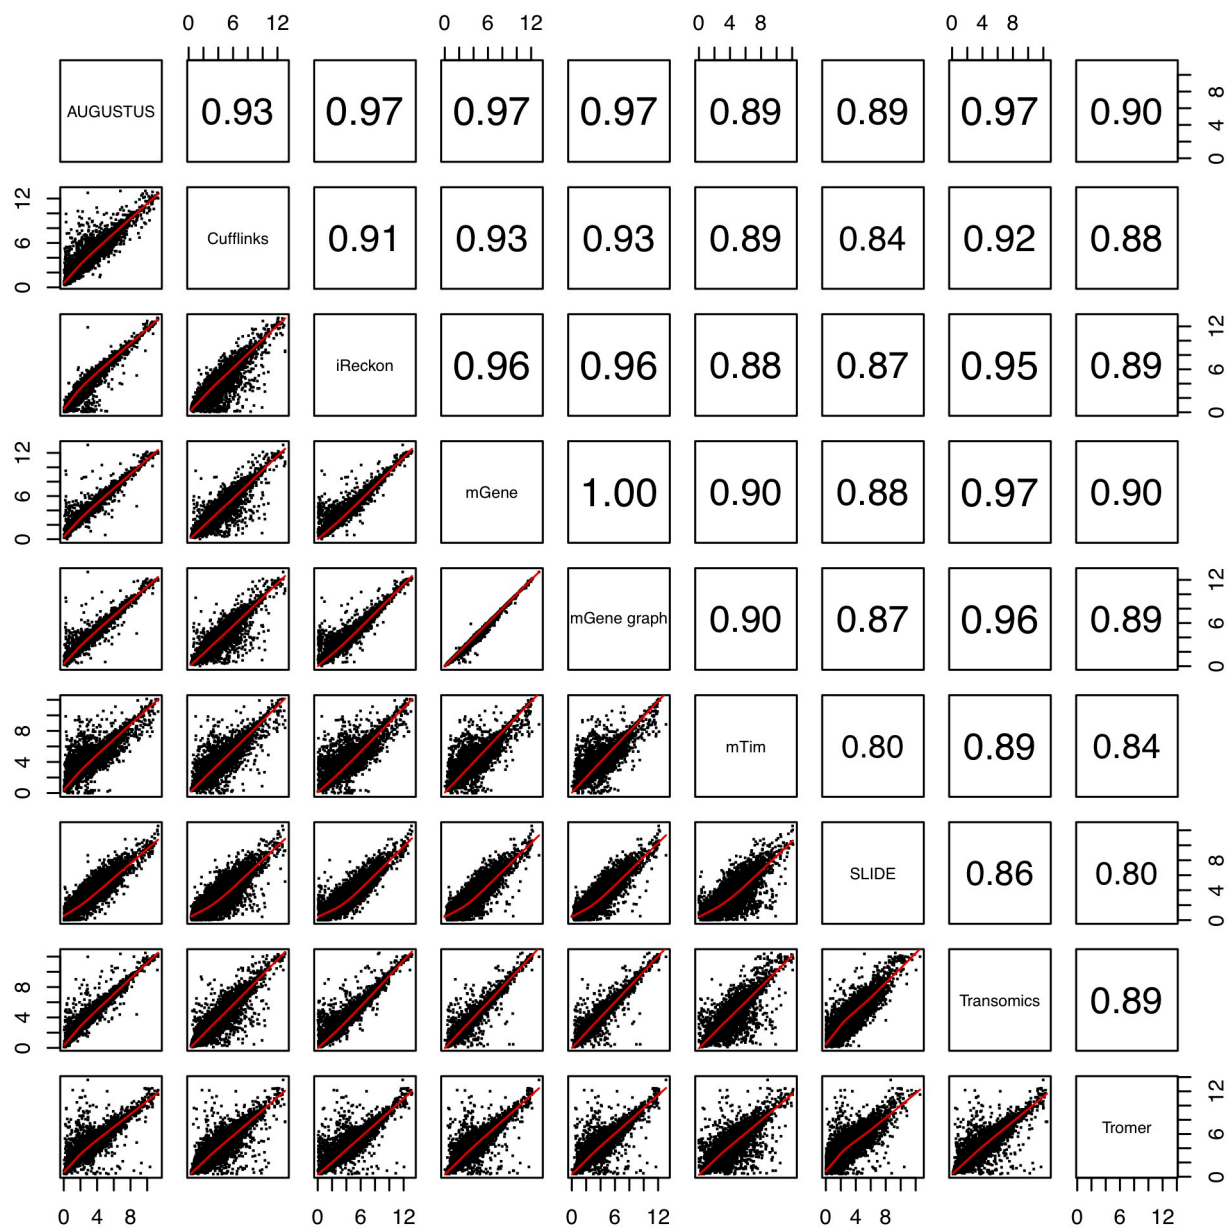 0 6 12 0 6 12 0 4 8 0 4 8
AUGUSTUS 0.93 0.97 0.97 0.97 0.89 0.89 0.97 0.90 0 4 8
0 6 12 Cufflinks 0.91 0.93 0.93 0.89 0.84 0.92 0.88
iReckon 0.96 0.96 0.88 0.87 0.95 0.89 0 6 12
0 6 12 mGene 1.00 0.90 0.88 0.97 0.90
mGene graph 0.90 0.87 0.96 0.89 0 6 12
0 4 8 mTim 0.80 0.89 0.84
SLIDE 0.86 0.80 0 4 8
0 4 8 Transomics 0.89
Tromer 0 6 12
0 4 8 0 6 12 0 6 12 0 4 8 0 6 12